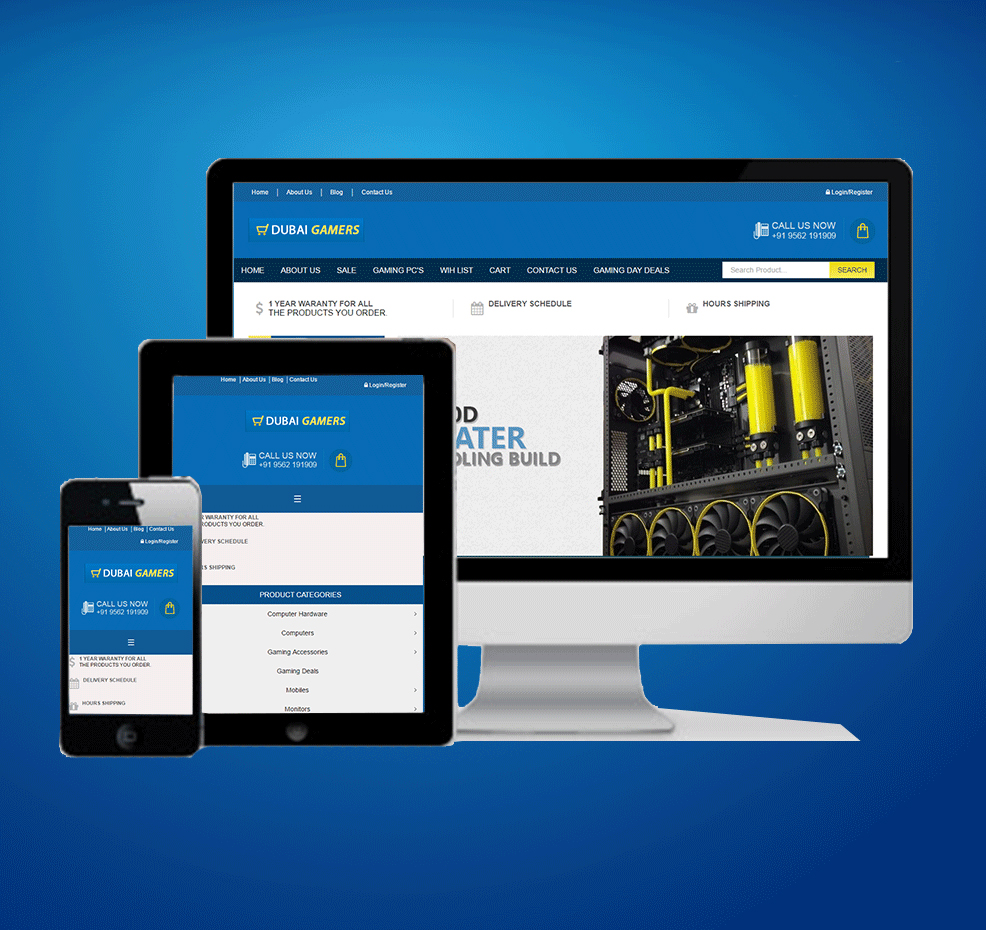 Home | About Us | Blog | Contact Us
Login/Register
DUBAI GAMERS
CALL US NOW
+91 9562 191909
HOME ABOUT US SALE GAMING PC'S WIH LIST CART CONTACT US GAMING DAY DEALS
Search Product... SEARCH
1 YEAR WARANTY FOR ALL
THE PRODUCTS YOU ORDER.
DELIVERY SCHEDULE
HOURS SHIPPING
OD
ATER
OLING BUILD
Home | About Us | Blog | Contact Us
Login/Register
DUBAI GAMERS
CALL US NOW
+91 9562 191909
R WARANTY FOR ALL
RODUCTS YOU ORDER.
VERY SCHEDULE
RS SHIPPING
PRODUCT CATEGORIES
Computer Hardware
Computers
Gaming Accessories
Gaming Deals
Mobiles
Monitors
Home | About Us | Blog | Contact Us
Login/Register
DUBAI GAMERS
CALL US NOW
+91 9562 191909
1 YEAR WARANTY FOR ALL
THE PRODUCTS YOU ORDER.
DELIVERY SCHEDULE
HOURS SHIPPING